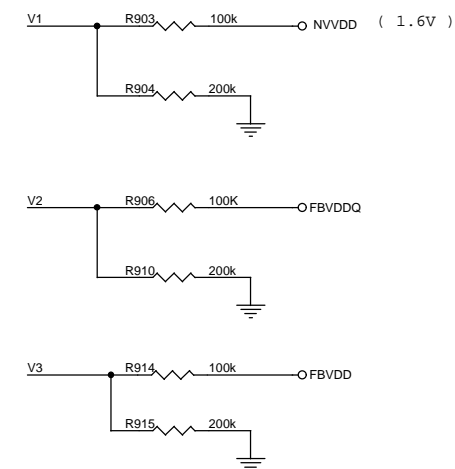 V1 R903 100k NVVDD ( 1.6V )
R904 200k
V2 R906 100K FBVDDQ
R910 200k
V3 R914 100k FBVDD
R915 200k